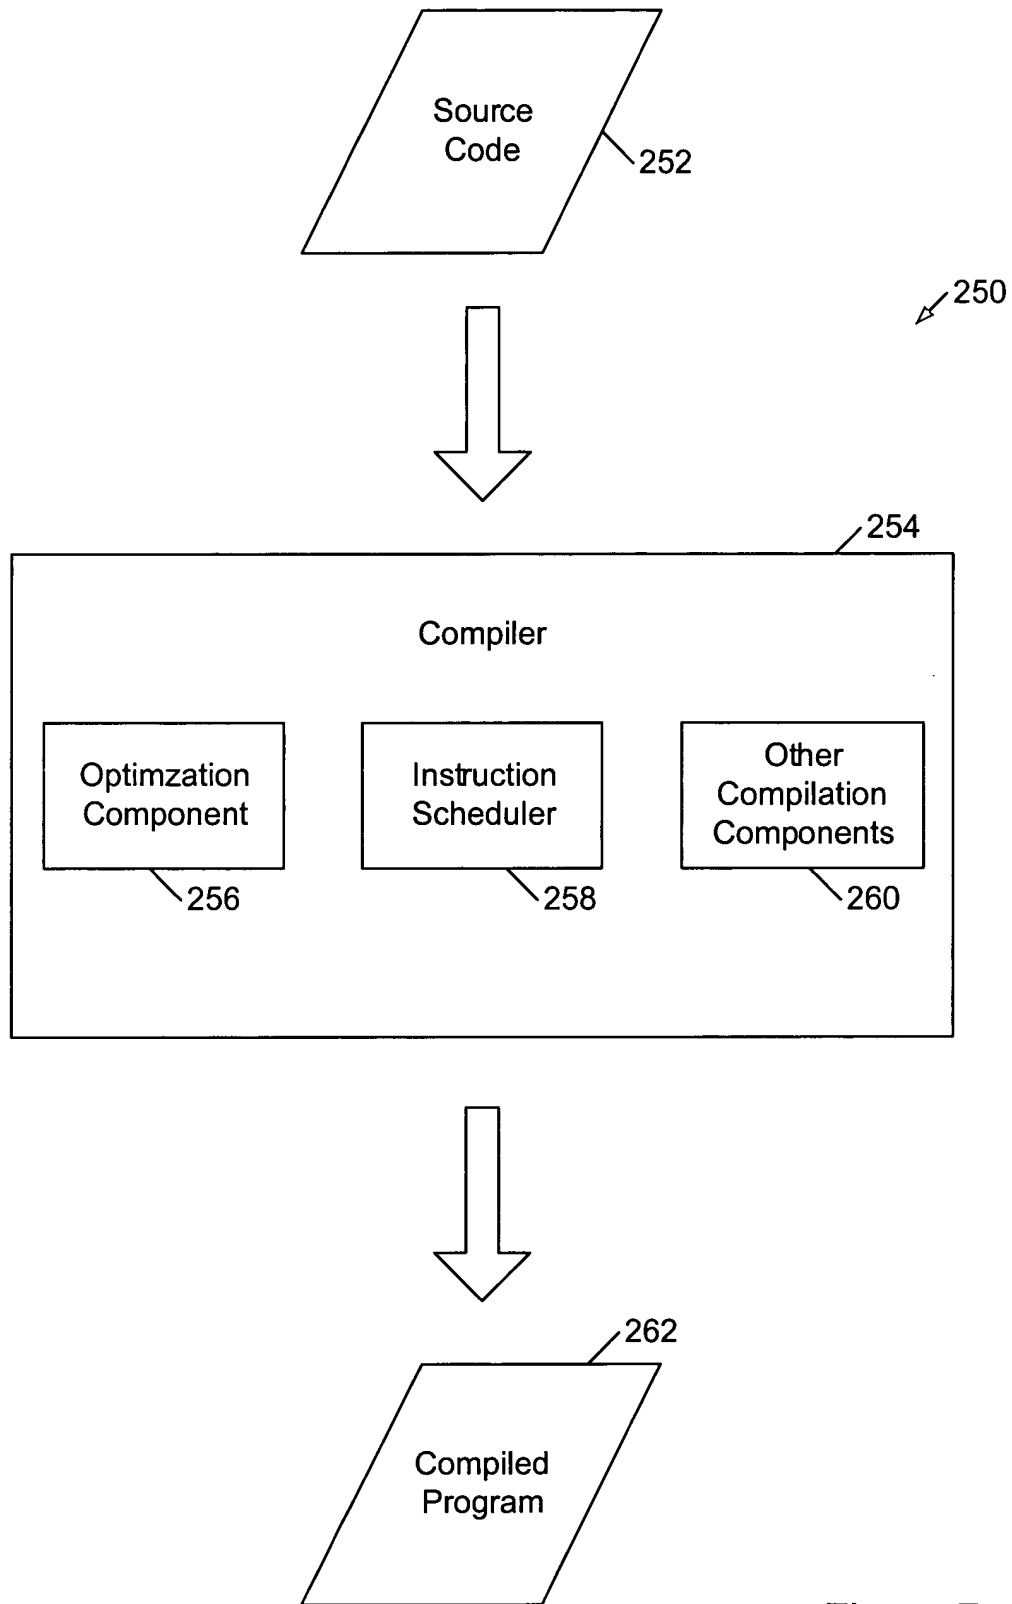 Source
Code
252
250
254
Compiler
Optimzation
Component
Instruction
Scheduler
Other
Compilation
Components
256
258
260
262
Compiled
Program